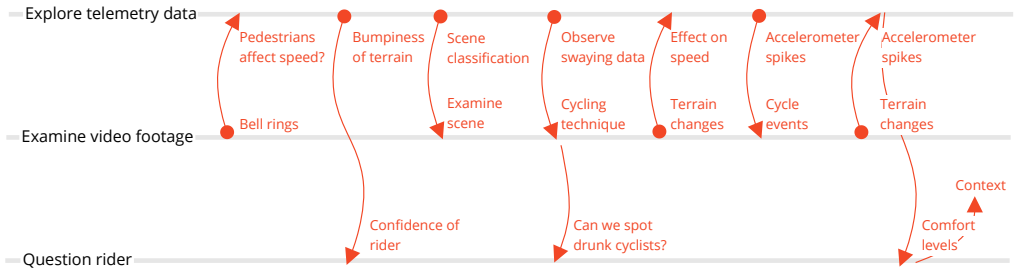 Explore telemetry data
Pedestrians
affect speed?
Bumpiness
of terrain
Scene
classification
Observe
swaying data
Effect on
speed
Accelerometer
spikes
Accelerometer
spikes
Bell rings
Examine
scene
Cycling
technique
Terrain
changes
Cycle
events
Terrain
changes
Examine video footage
Context
Confidence of
rider
Can we spot
drunk cyclists?
Comfort
levels
Question rider